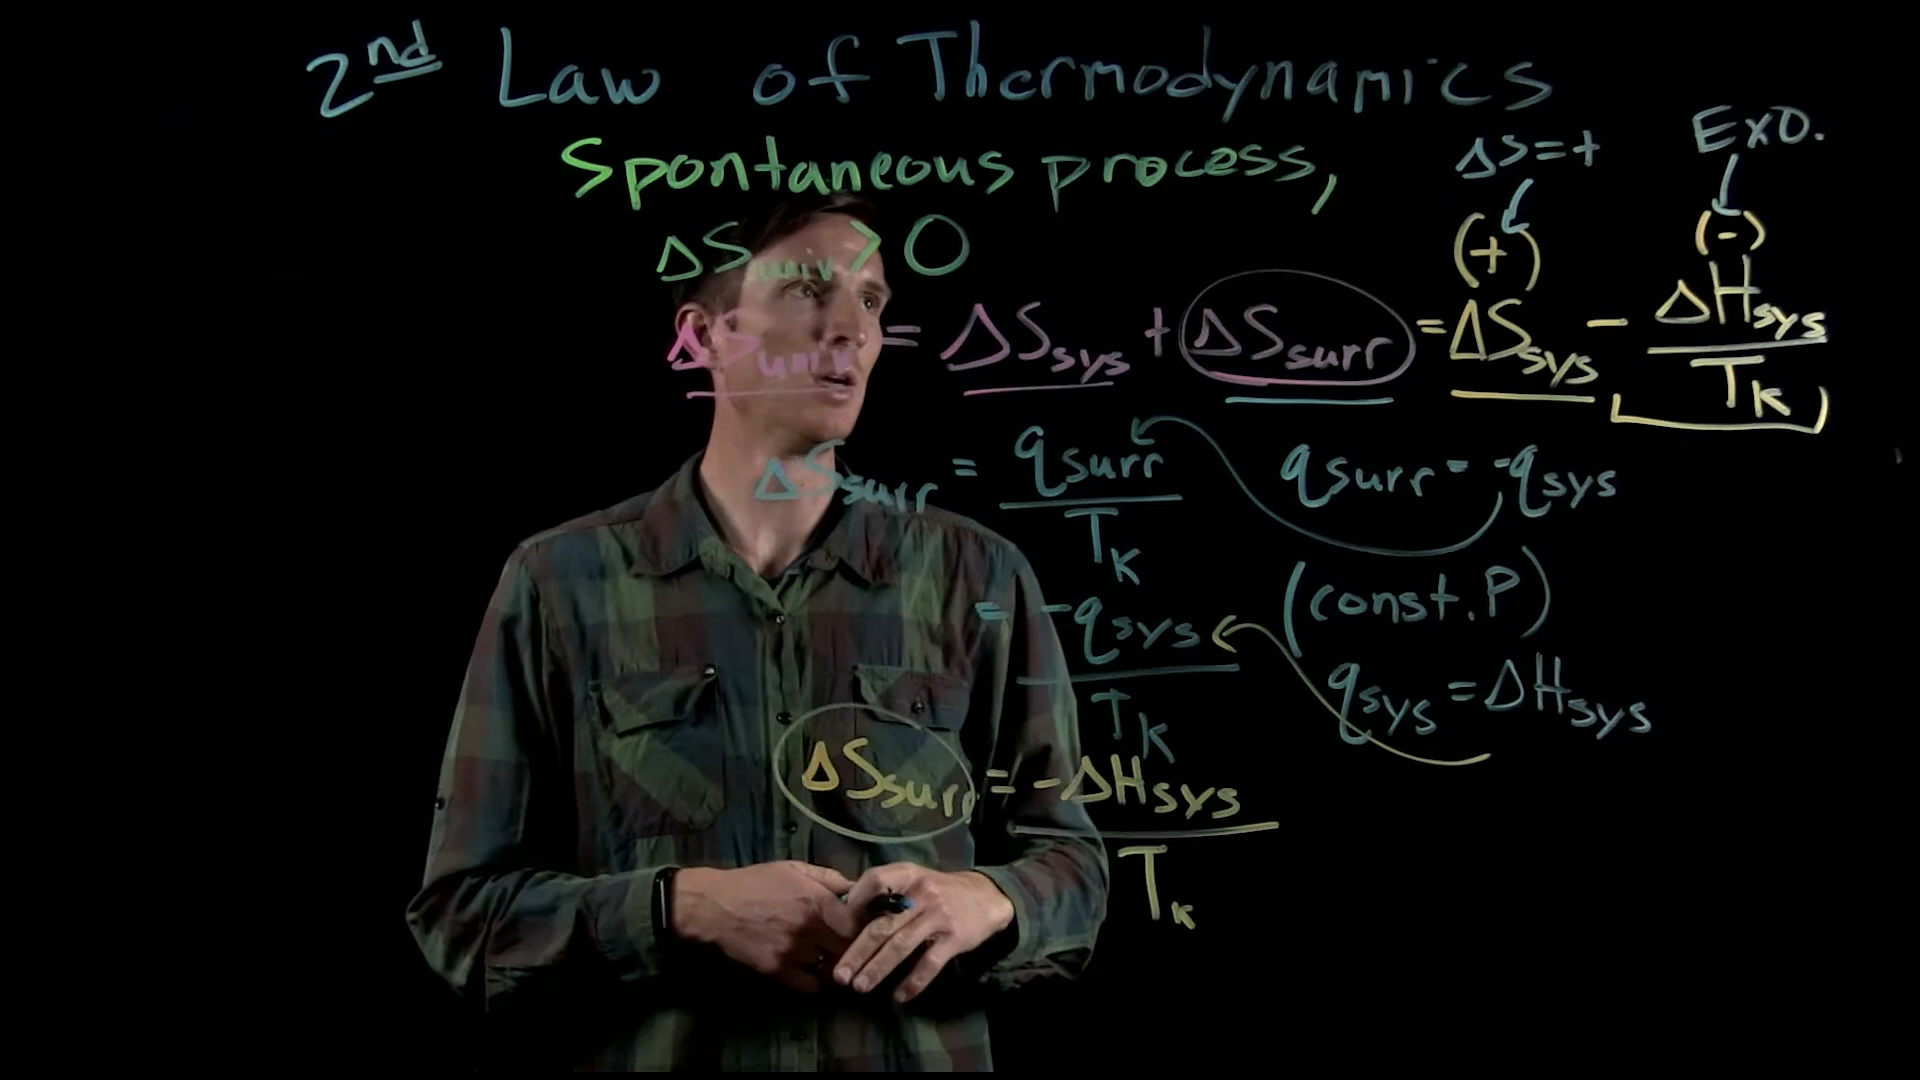 2nd Law of Thermodynamics
Spontaneous process,
ΔS=+
Exo.
ΔSuniv > 0
(+)
(-)
ΔSuniv = ΔSsys + ΔSsurr = ΔSsys - ΔHsys / TK
ΔSsurr = qsurr / TK
qsurr = -qsys
= -qsys / TK
(const. P)
qsys = ΔHsys
ΔSsurr = -ΔHsys / TK